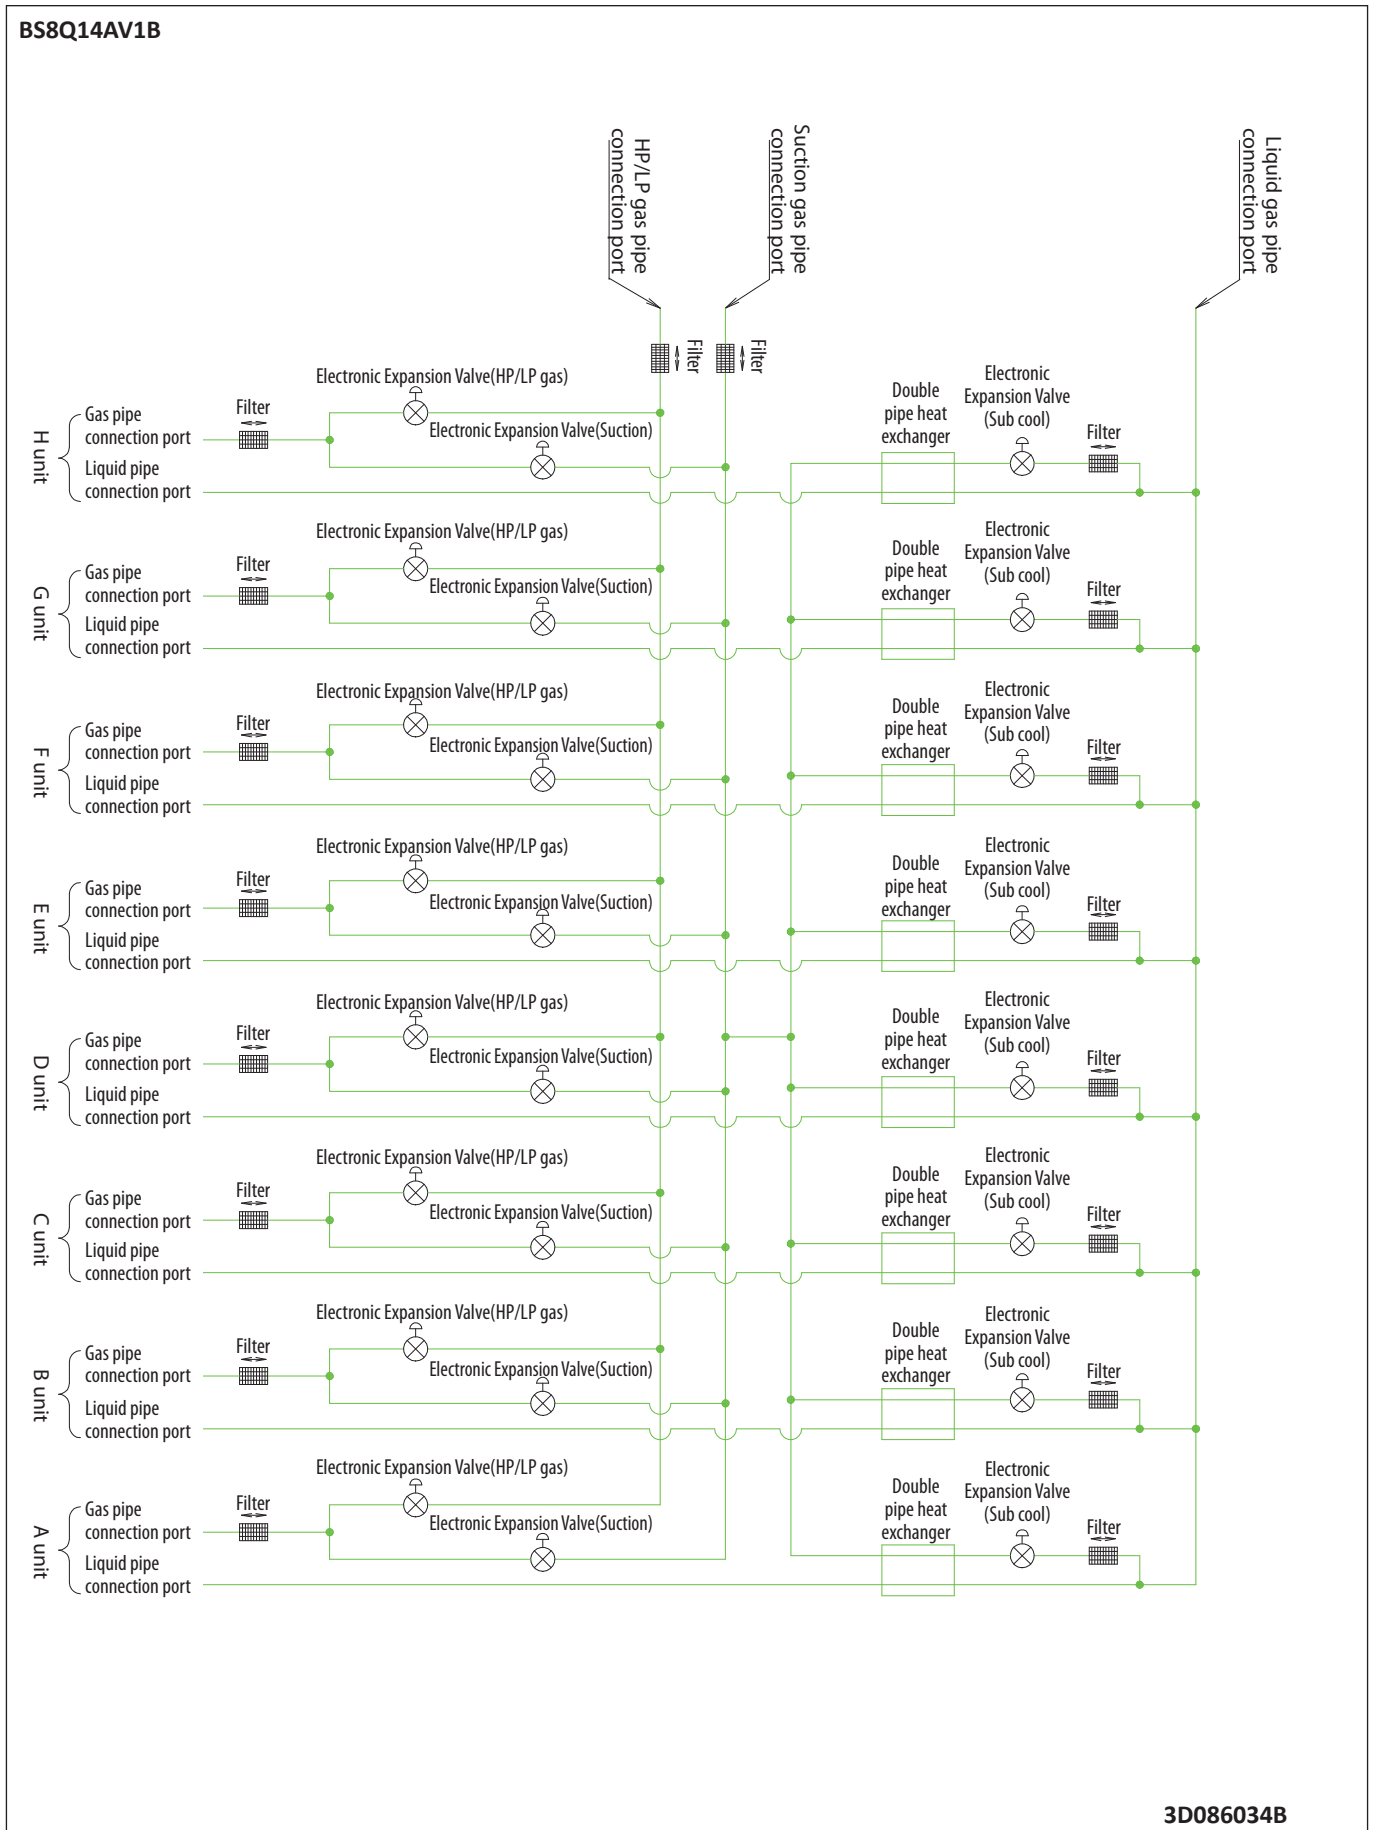 BS8Q14AV1B
HP/LP gas pipe
connection port
Suction gas pipe
connection port
Liquid gas pipe
connection port
Filter
Filter
H unit
Gas pipe
connection port
Liquid pipe
connection port
Filter
Electronic Expansion Valve(HP/LP gas)
Electronic Expansion Valve(Suction)
Double
pipe heat
exchanger
Electronic
Expansion Valve
(Sub cool)
Filter
G unit
Gas pipe
connection port
Liquid pipe
connection port
Filter
Electronic Expansion Valve(HP/LP gas)
Electronic Expansion Valve(Suction)
Double
pipe heat
exchanger
Electronic
Expansion Valve
(Sub cool)
Filter
F unit
Gas pipe
connection port
Liquid pipe
connection port
Filter
Electronic Expansion Valve(HP/LP gas)
Electronic Expansion Valve(Suction)
Double
pipe heat
exchanger
Electronic
Expansion Valve
(Sub cool)
Filter
E unit
Gas pipe
connection port
Liquid pipe
connection port
Filter
Electronic Expansion Valve(HP/LP gas)
Electronic Expansion Valve(Suction)
Double
pipe heat
exchanger
Electronic
Expansion Valve
(Sub cool)
Filter
D unit
Gas pipe
connection port
Liquid pipe
connection port
Filter
Electronic Expansion Valve(HP/LP gas)
Electronic Expansion Valve(Suction)
Double
pipe heat
exchanger
Electronic
Expansion Valve
(Sub cool)
Filter
C unit
Gas pipe
connection port
Liquid pipe
connection port
Filter
Electronic Expansion Valve(HP/LP gas)
Electronic Expansion Valve(Suction)
Double
pipe heat
exchanger
Electronic
Expansion Valve
(Sub cool)
Filter
B unit
Gas pipe
connection port
Liquid pipe
connection port
Filter
Electronic Expansion Valve(HP/LP gas)
Electronic Expansion Valve(Suction)
Double
pipe heat
exchanger
Electronic
Expansion Valve
(Sub cool)
Filter
A unit
Gas pipe
connection port
Liquid pipe
connection port
Filter
Electronic Expansion Valve(HP/LP gas)
Electronic Expansion Valve(Suction)
Double
pipe heat
exchanger
Electronic
Expansion Valve
(Sub cool)
Filter
3D086034B